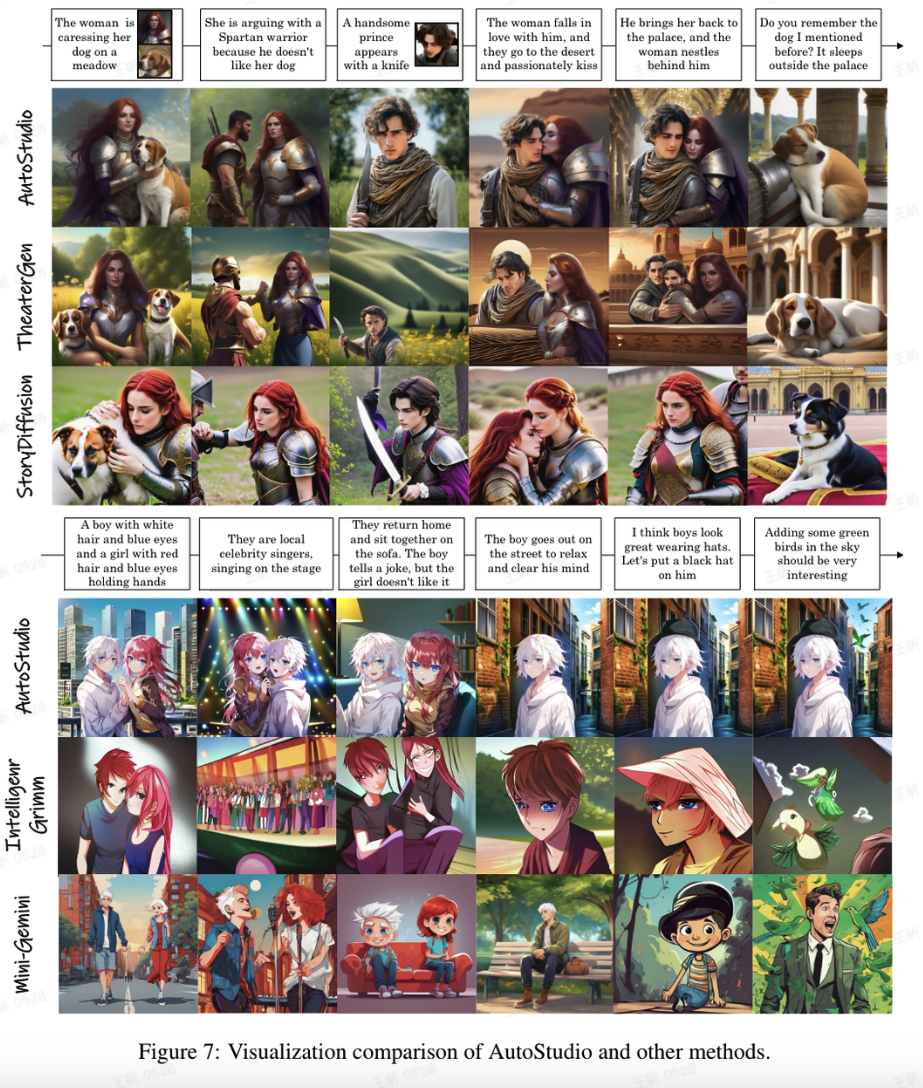 The woman is
caressing her
dog on a
meadow
She is arguing with a
Spartan warrior
because he doesn't
like her dog
A handsome
prince
appears
with a knife
The woman falls in
love with him, and
they go to the desert
and passionately kiss
He brings her back to
the palace, and the
woman nestles
behind him
Do you remember the
dog I mentioned
before? It sleeps
outside the palace
AutoStudio
TheaterGen
StoryDiffusion
A boy with white
hair and blue eyes
and a girl with red
hair and blue eyes
holding hands
They are local
celebrity singers,
singing on the stage
They return home
and sit together on
the sofa. The boy
tells a joke, but the
girl doesn't like it
The boy goes out on
the street to relax
and clear his mind
I think boys look
great wearing hats.
Let's put a black hat
on him
Adding some green
birds in the sky
should be very
interesting
AutoStudio
Intelligenr
Grimm
Mini-Gemini
Figure 7: Visualization comparison of AutoStudio and other methods.
王昕 0528